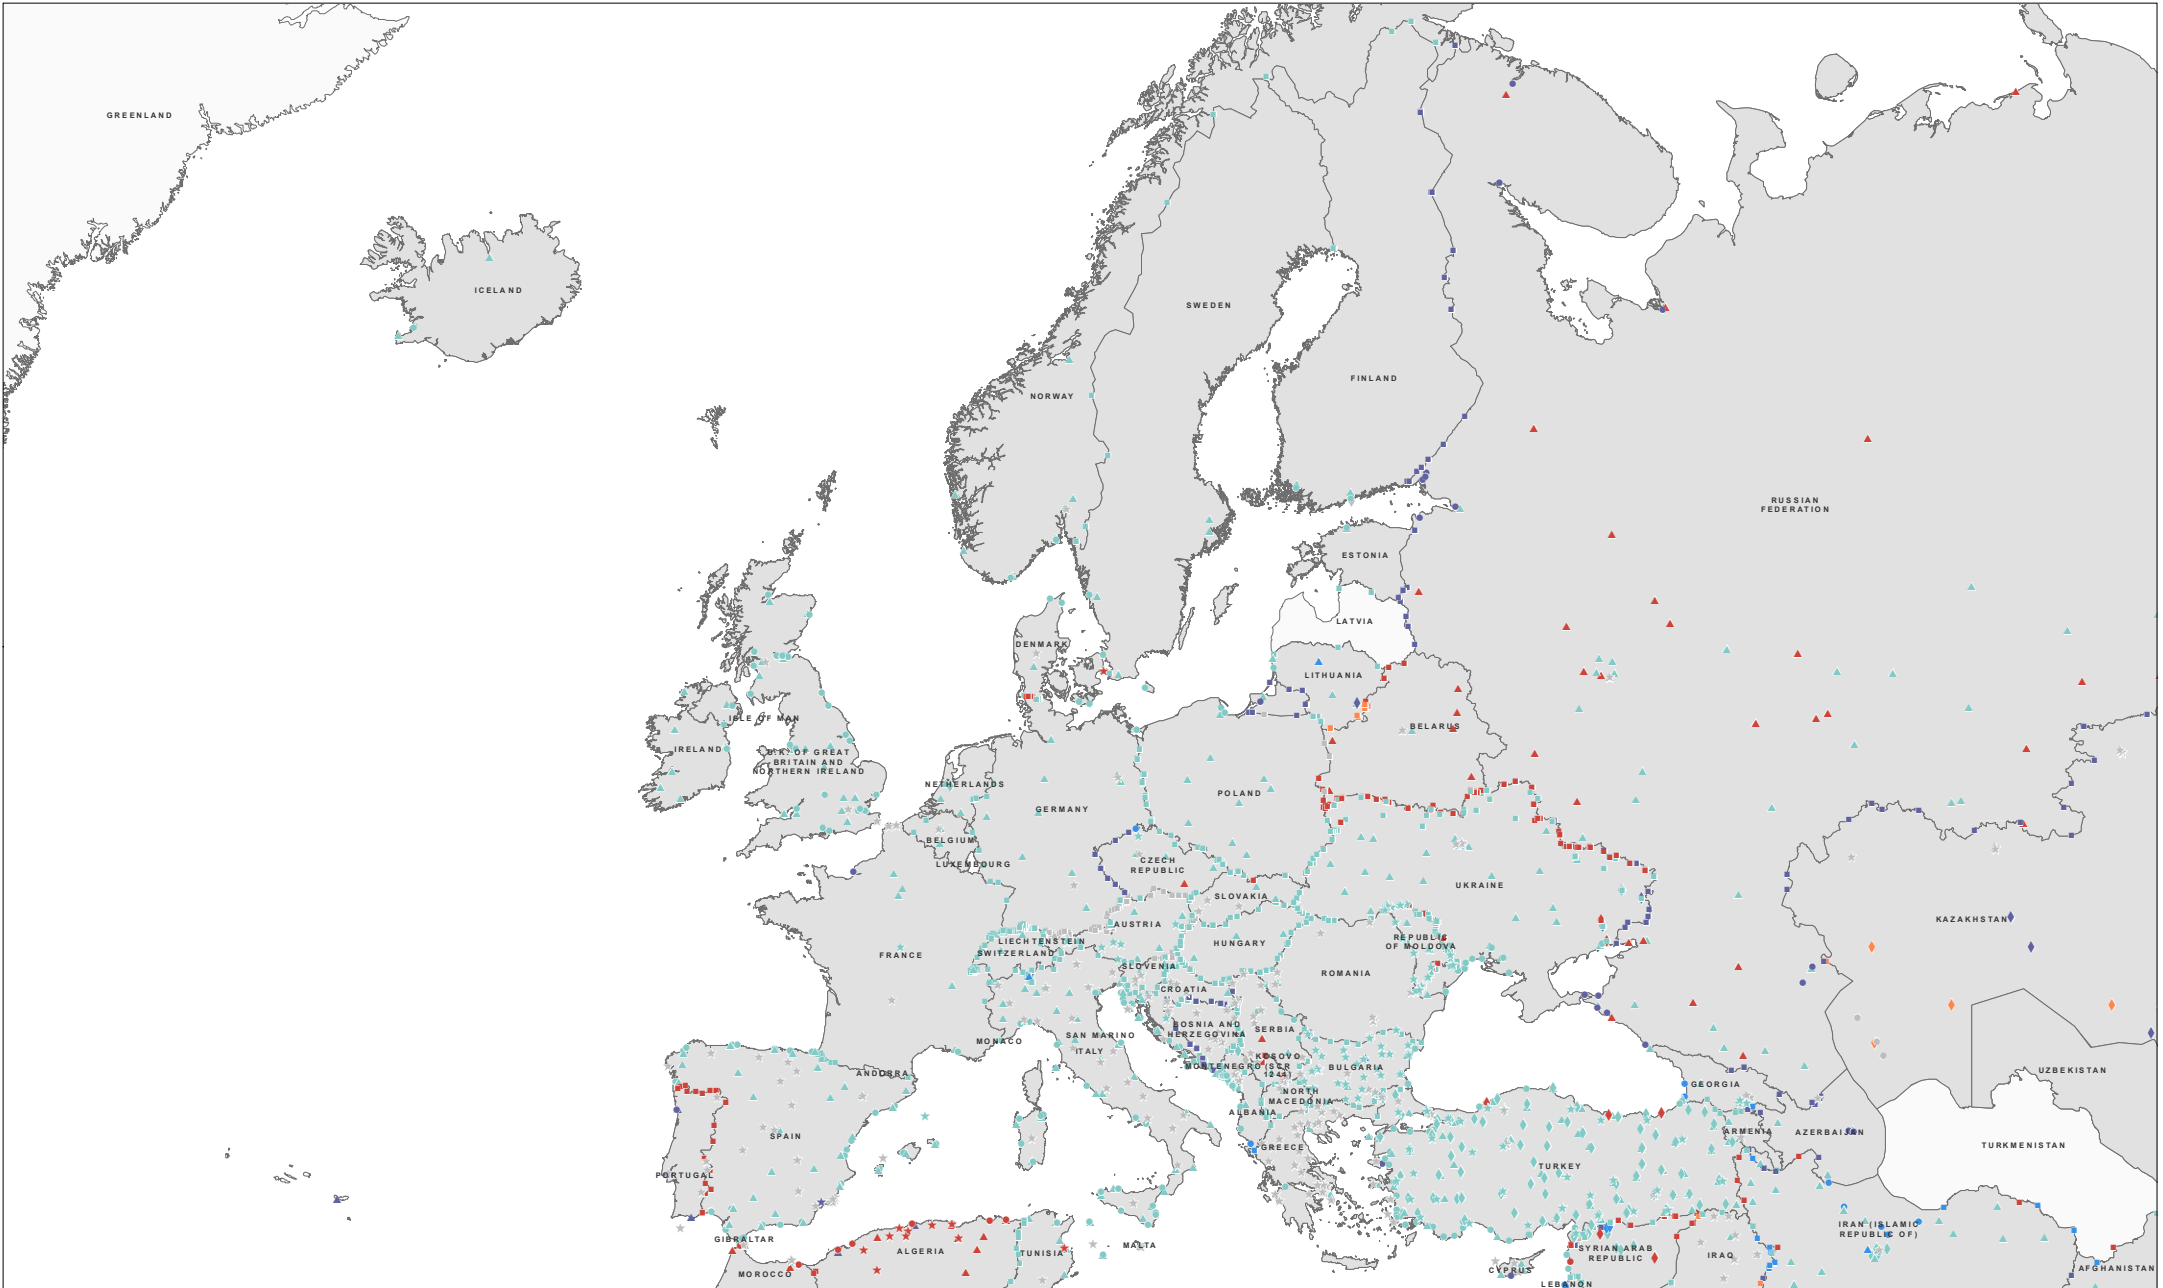 GREENLAND
ICELAND
SWEDEN
FINLAND
NORWAY
RUSSIAN
FEDERATION
ESTONIA
LATVIA
DENMARK
LITHUANIA
ISLE OF MAN
BELARUS
IRELAND
U.K. OF GREAT
BRITAIN AND
NORTHERN IRELAND
NETHERLANDS
POLAND
GERMANY
BELGIUM
CZECH
REPUBLIC
LUXEMBOURG
UKRAINE
SLOVAKIA
KAZAKHSTAN
AUSTRIA
REPUBLIC
OF MOLDOVA
LIECHTENSTEIN
HUNGARY
SWITZERLAND
FRANCE
SLOVENIA
ROMANIA
CROATIA
BOSNIA AND
HERZEGOVINA
SERBIA
SAN MARINO
MONACO
ITALY
KOSOVO
(SCR
1244)
MONTENEGRO
BULGARIA
UZBEKISTAN
ANDORRA
GEORGIA
NORTH
MACEDONIA
ALBANIA
SPAIN
ARMENIA
AZERBAIJAN
GREECE
TURKMENISTAN
TURKEY
PORTUGAL
IRAN (ISLAMIC
REPUBLIC OF)
GIBRALTAR
MALTA
ALGERIA
TUNISIA
SYRIAN ARAB
REPUBLIC
IRAQ
CYPRUS
MOROCCO
AFGHANISTAN
LEBANON